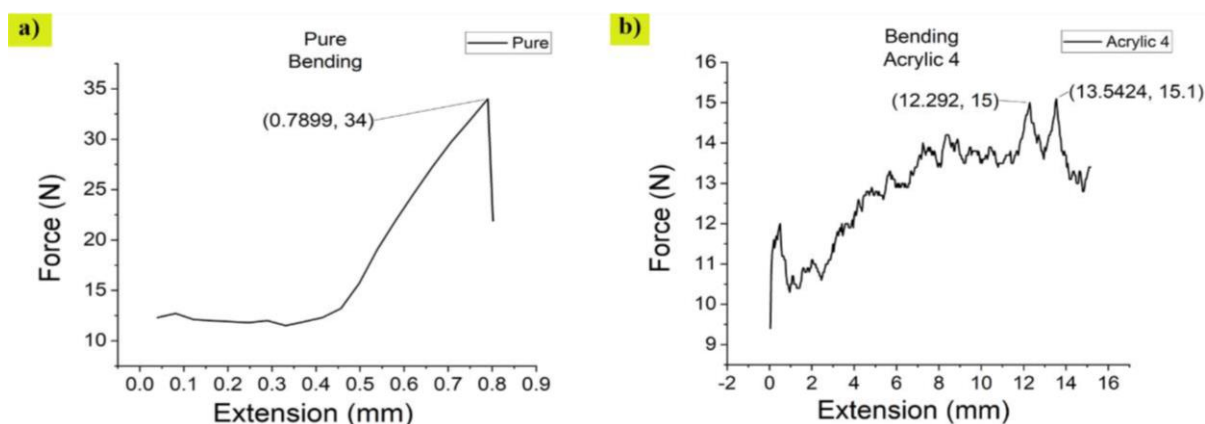 a)
Pure
Bending
Pure
(0.7899, 34)
35
30
25
20
15
10
Force (N)
0.0 0.1 0.2 0.3 0.4 0.5 0.6 0.7 0.8 0.9
Extension (mm)
b)
Bending
Acrylic 4
Acrylic 4
(12.292, 15)
(13.5424, 15.1)
16
15
14
13
12
11
10
9
Force (N)
-2 0 2 4 6 8 10 12 14 16
Extension (mm)